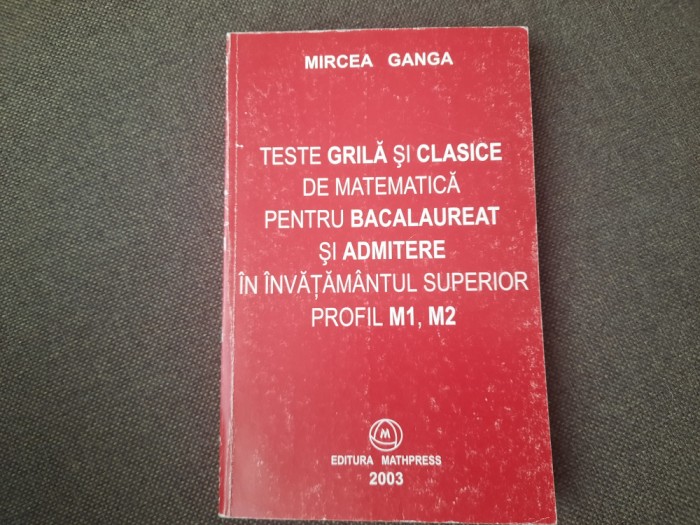 MIRCEA GANGA
TESTE GRILĂ ŞI CLASICE
DE MATEMATICĂ
PENTRU BACALAUREAT
ŞI ADMITERE
ÎN ÎNVĂŢĂMÂNTUL SUPERIOR
PROFIL M1, M2
M
EDITURA MATHPRESS
2003